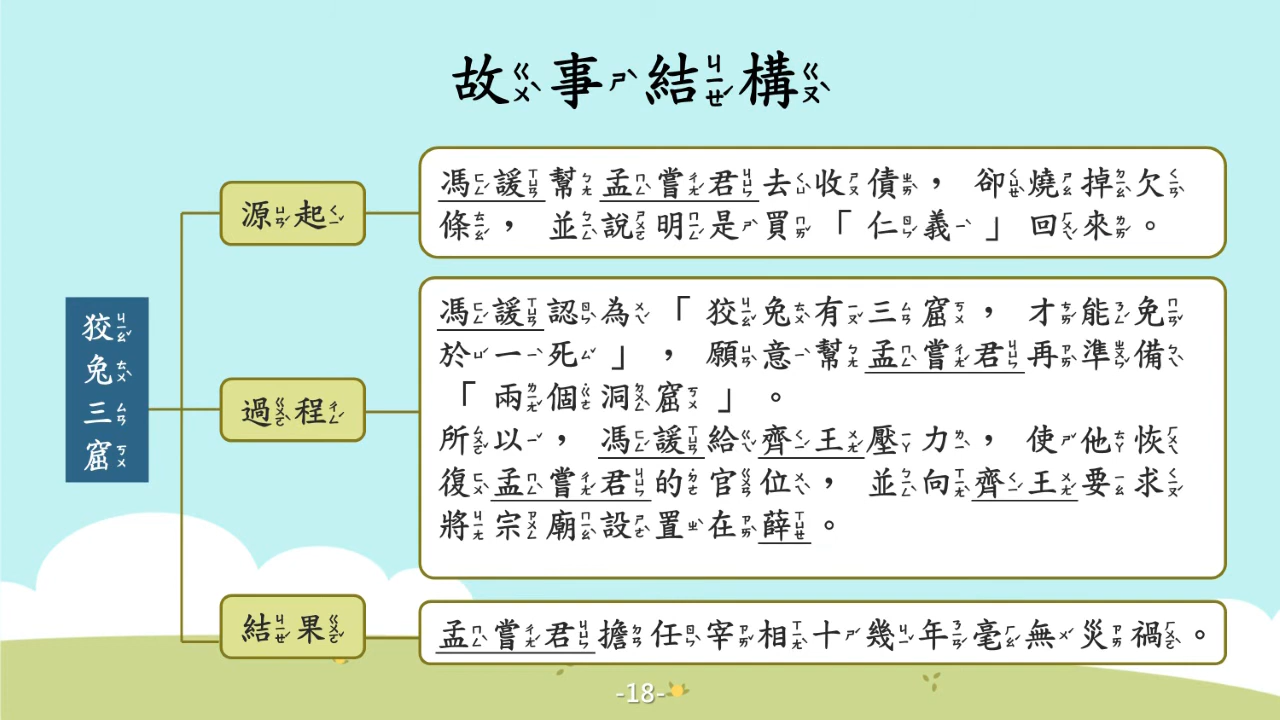 故事結構
源起
馮諼幫孟嘗君去收債，卻燒掉欠
條，並說明是買「仁義」回來。
狡兔三窟
過程
馮諼認為「狡兔有三窟，才能免
於一死」，願意幫孟嘗君再準備
「兩個洞窟」。
所以，馮諼給齊王壓力，使他恢
復孟嘗君的官位，並向齊王要求
將宗廟設置在薛。
結果
孟嘗君擔任宰相十幾年毫無災禍。
-18-